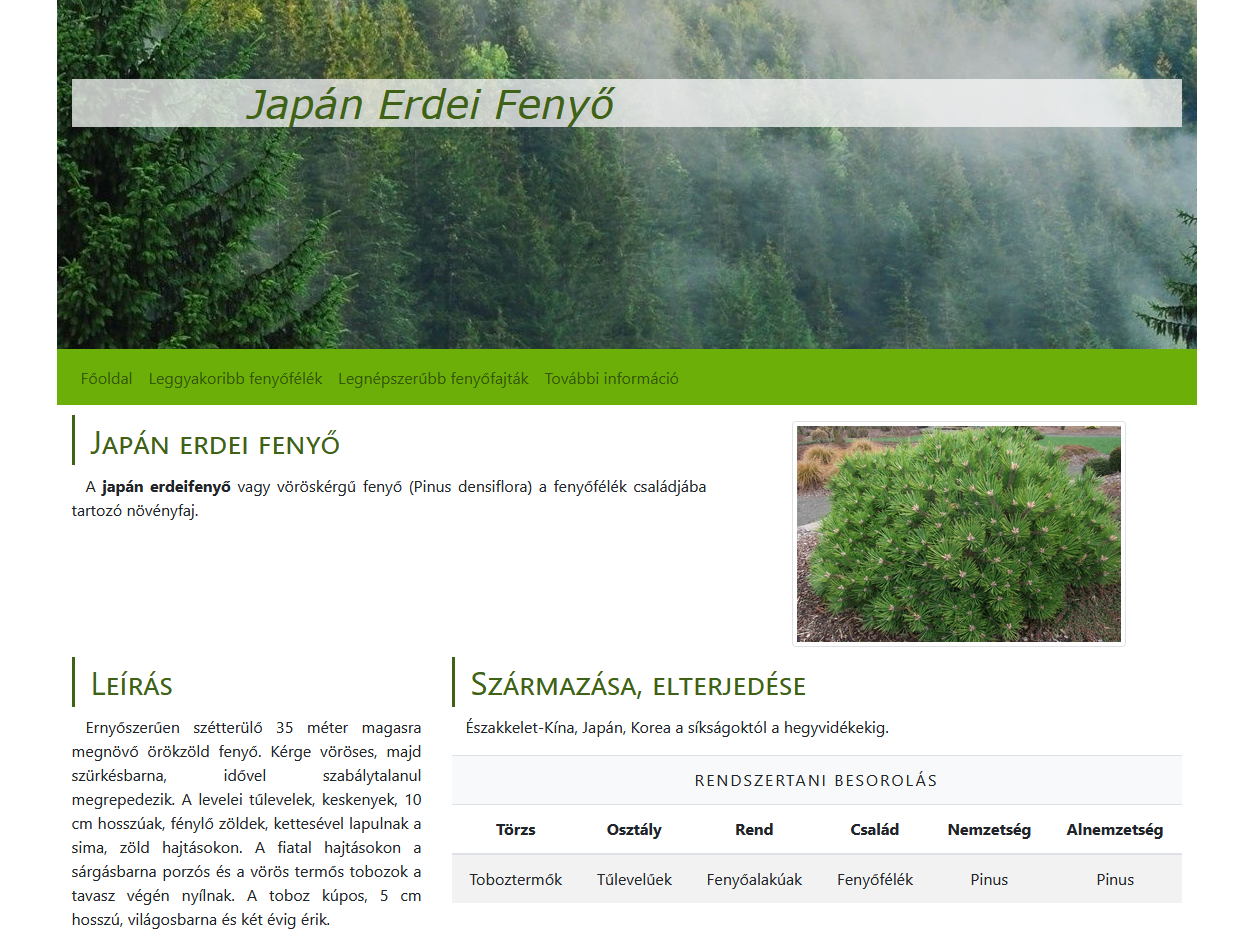 Japán Erdei Fenyő
Főoldal Leggyakoribb fenyőfélék Legnépszerűbb fenyőfajták További információ
Japán erdei fenyő
A japán erdeifenyő vagy vöröskérgű fenyő (Pinus densiflora) a fenyőfélék családjába
tartozó növényfaj.
Leírás
Ernyőszerűen szétterülő 35 méter magasra
megnövő örökzöld fenyő. Kérge vöröses, majd
szürkésbarna, idővel szabálytalanul
megrepedezik. A levelei tűlevelek, keskenyek, 10
cm hosszúak, fénylő zöldek, kettesével lapulnak a
sima, zöld hajtásokon. A fiatal hajtásokon a
sárgásbarna porzós és a vörös termős tobozok a
tavasz végén nyílnak. A toboz kúpos, 5 cm
hosszú, világosbarna és két évig érik.
Származása, elterjedése
Északkelet-Kína, Japán, Korea a síkságoktól a hegyvidékekig.
RENDSZERTANI BESOROLÁS
Törzs Osztály Rend Család Nemzetség Alnemzetség
Toboztermők Tűlevelűek Fenyőalakúak Fenyőfélék Pinus Pinus